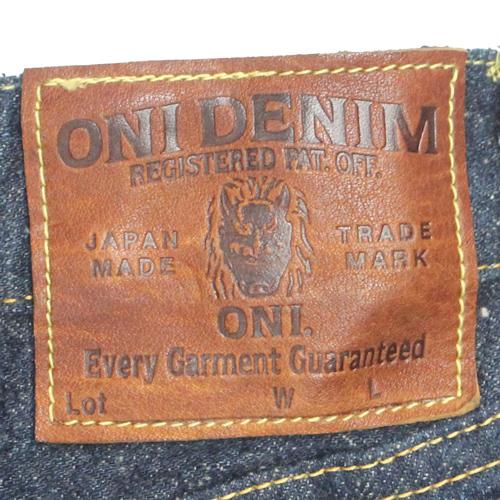 ONI DENIM
REGISTERED PAT. OFF.
JAPAN TRADE
MADE MARK
ONI.
Every Garment Guaranteed
Lot W L